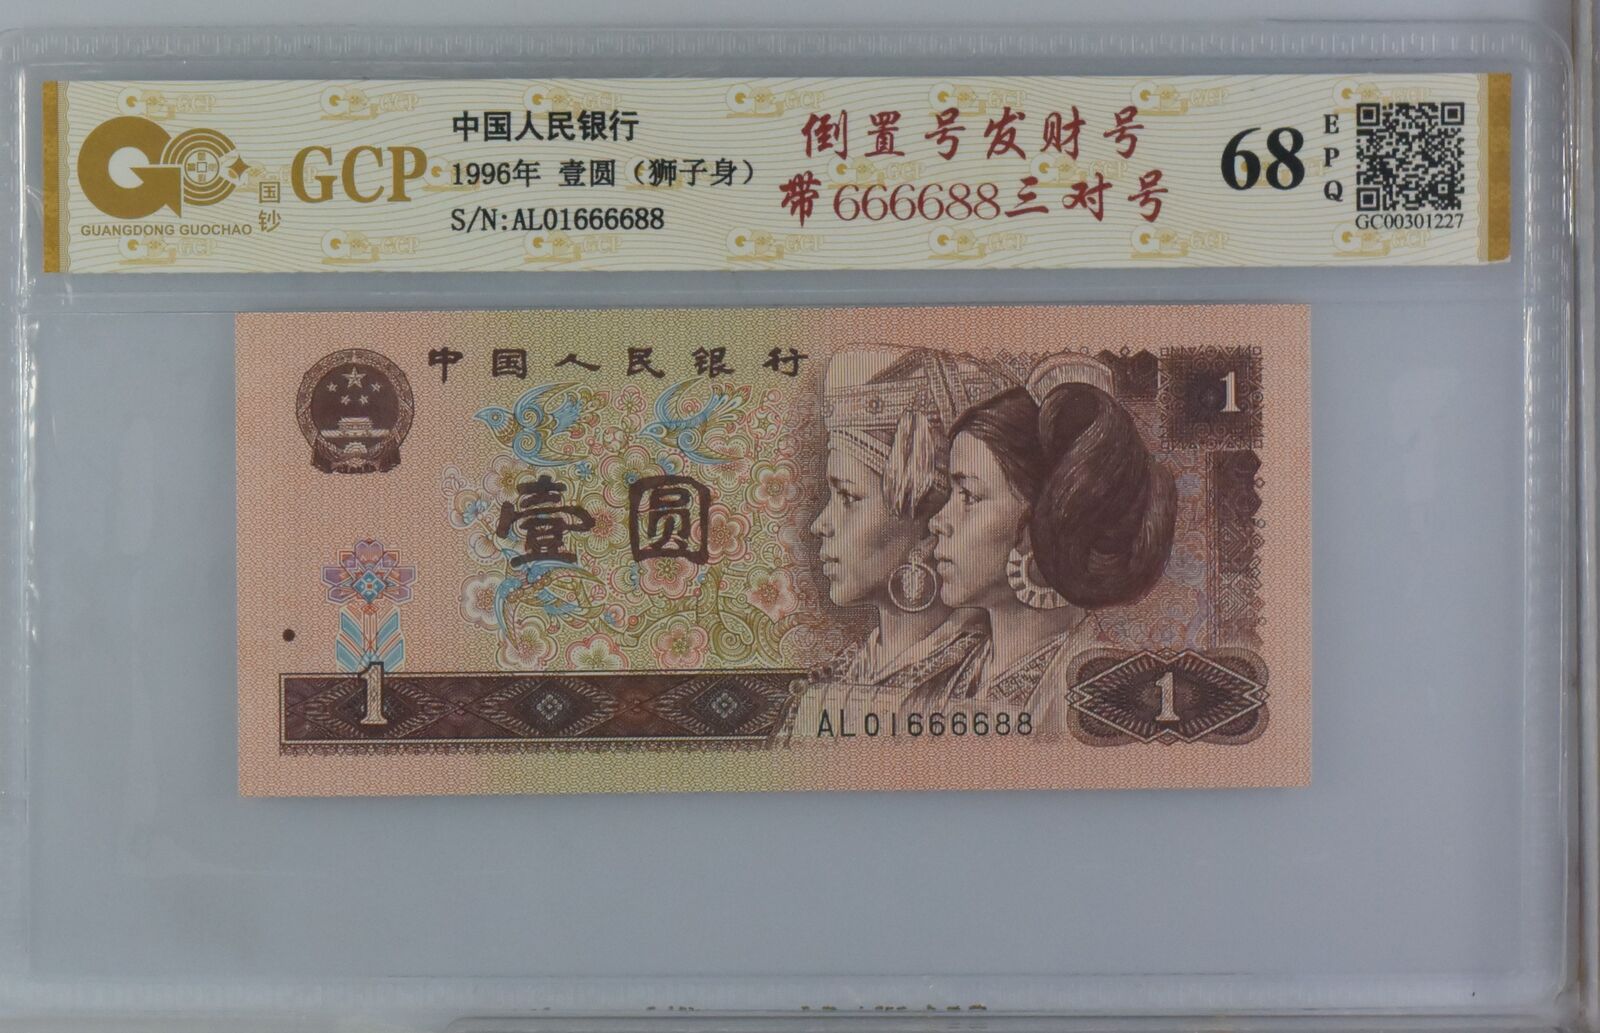 GUANGDONG GUOCHAO
国钞
GCP
中国人民银行
1996年 壹圆（狮子身）
S/N:AL01666688
倒置号发财号
带666688三对号
68
EPQ
GC00301227
中国人民银行
1
壹圆
1
1
AL01666688